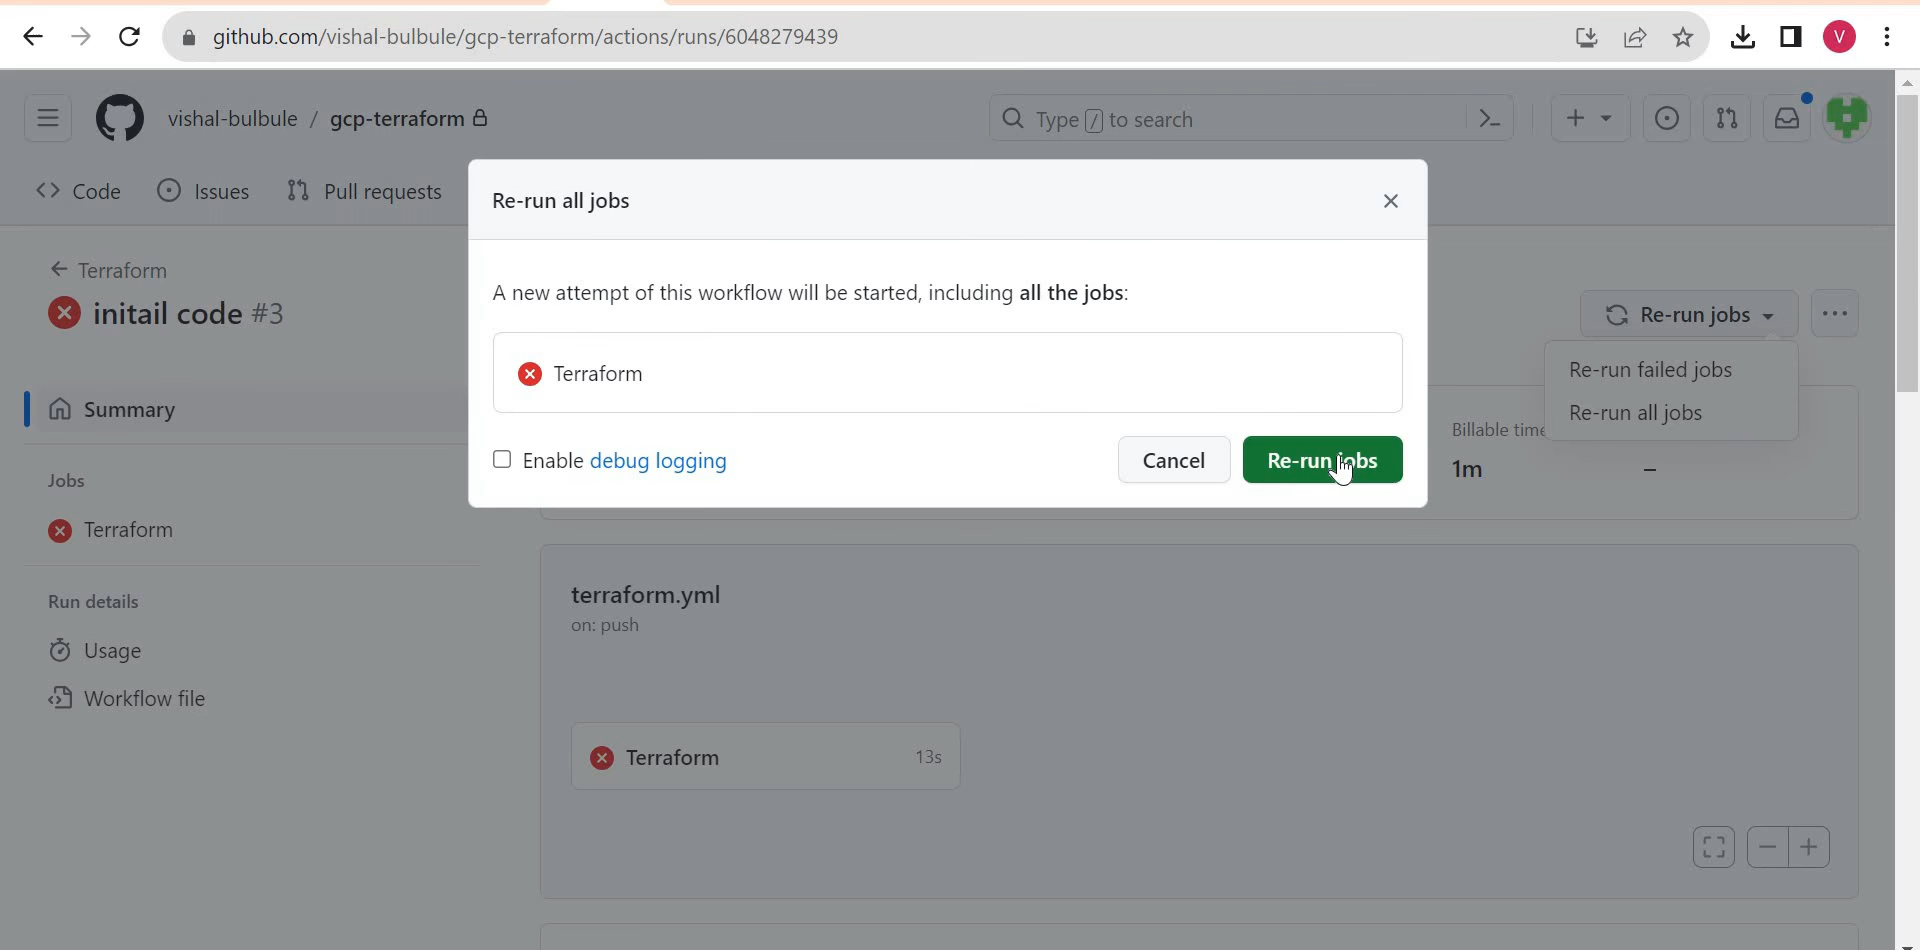 github.com/vishal-bulbule/gcp-terraform/actions/runs/6048279439
V
vishal-bulbule / gcp-terraform
Type / to search
Code
Issues
Pull requests
Re-run all jobs
Terraform
initail code #3
A new attempt of this workflow will be started, including all the jobs:
Re-run jobs
Terraform
Re-run failed jobs
Re-run all jobs
Summary
Billable time
Enable debug logging
Cancel
Re-run jobs
1m
–
Jobs
Terraform
terraform.yml
on: push
Run details
Usage
Workflow file
Terraform
13s